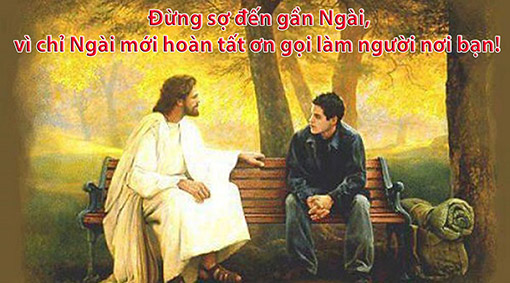 Đừng sợ đến gần Ngài,
vì chỉ Ngài mới hoàn tất ơn gọi làm người nơi bạn!